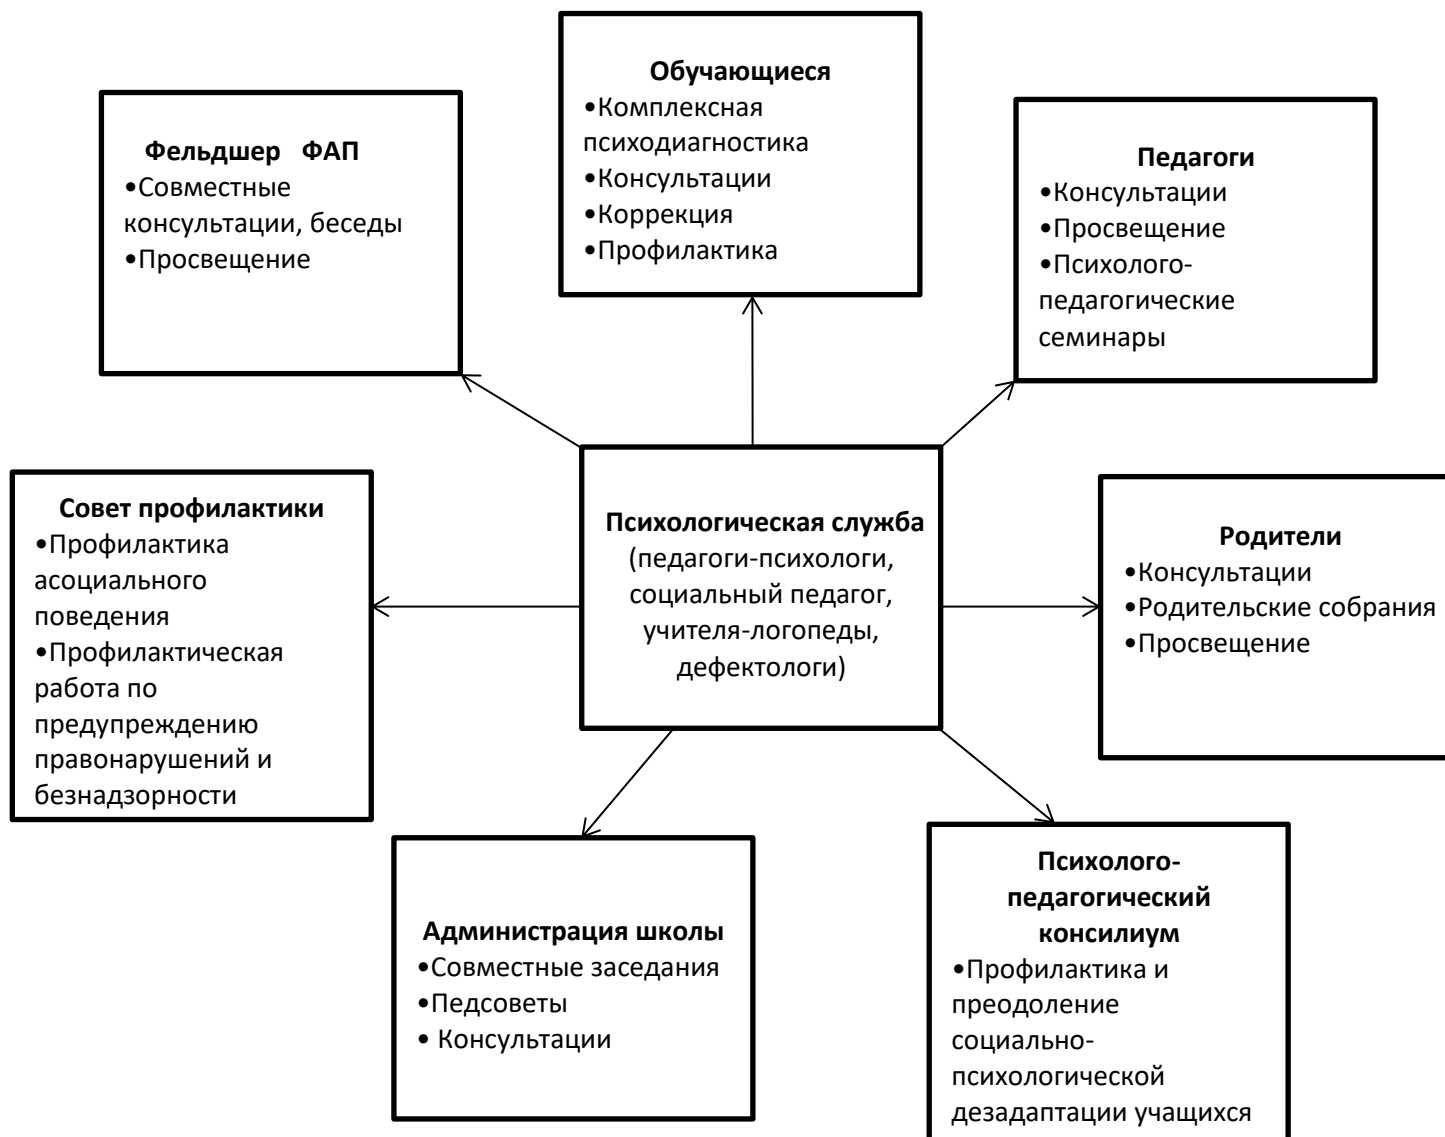 Обучающиеся
•Комплексная
психодиагностика
•Консультации
•Коррекция
•Профилактика
Фельдшер ФАП
•Совместные
консультации, беседы
•Просвещение
Педагоги
•Консультации
•Просвещение
•Психолого-
педагогические
семинары
Совет профилактики
•Профилактика
асоциального
поведения
•Профилактическая
работа по
предупреждению
правонарушений и
безнадзорности
Психологическая служба
(педагоги-психологи,
социальный педагог,
учителя-логопеды,
дефектологи)
Родители
•Консультации
•Родительские собрания
•Просвещение
Администрация школы
•Совместные заседания
•Педсоветы
• Консультации
Психолого-
педагогический
консилиум
•Профилактика и
преодоление
социально-
психологической
дезадаптации учащихся